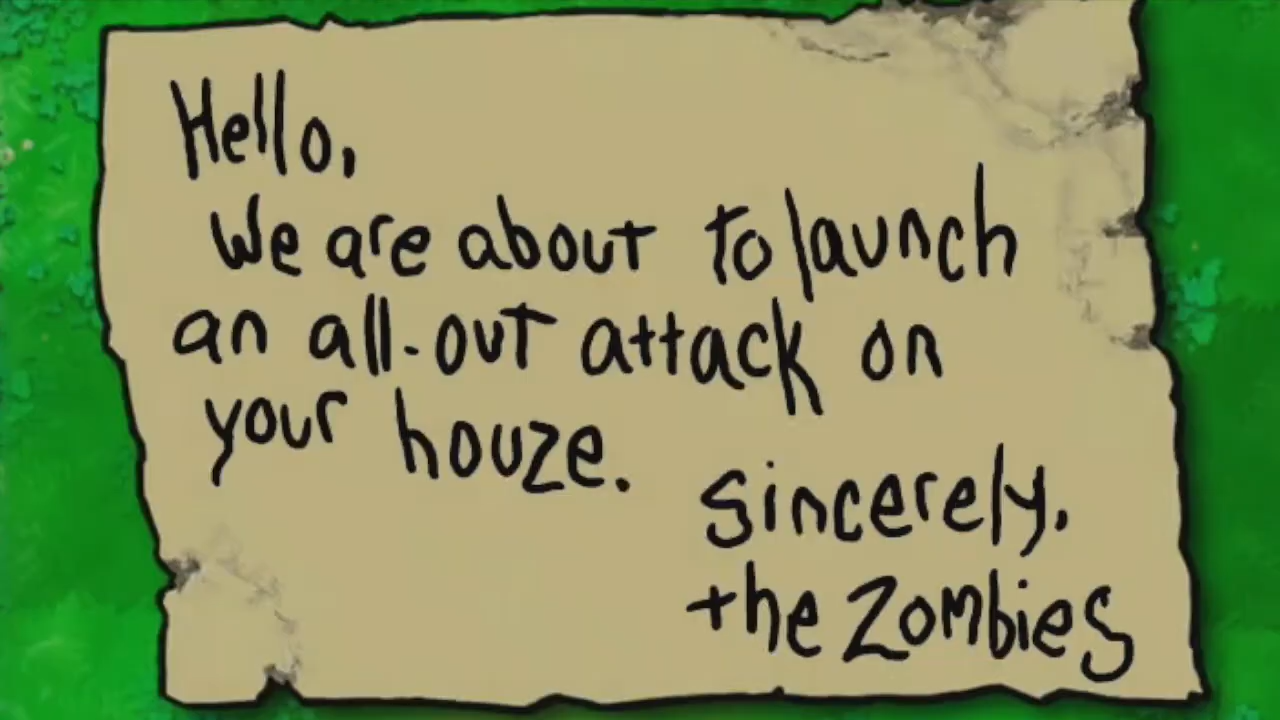 Hello,
We are about to launch
an all-out attack on
your houze.
Sincerely,
the Zombies